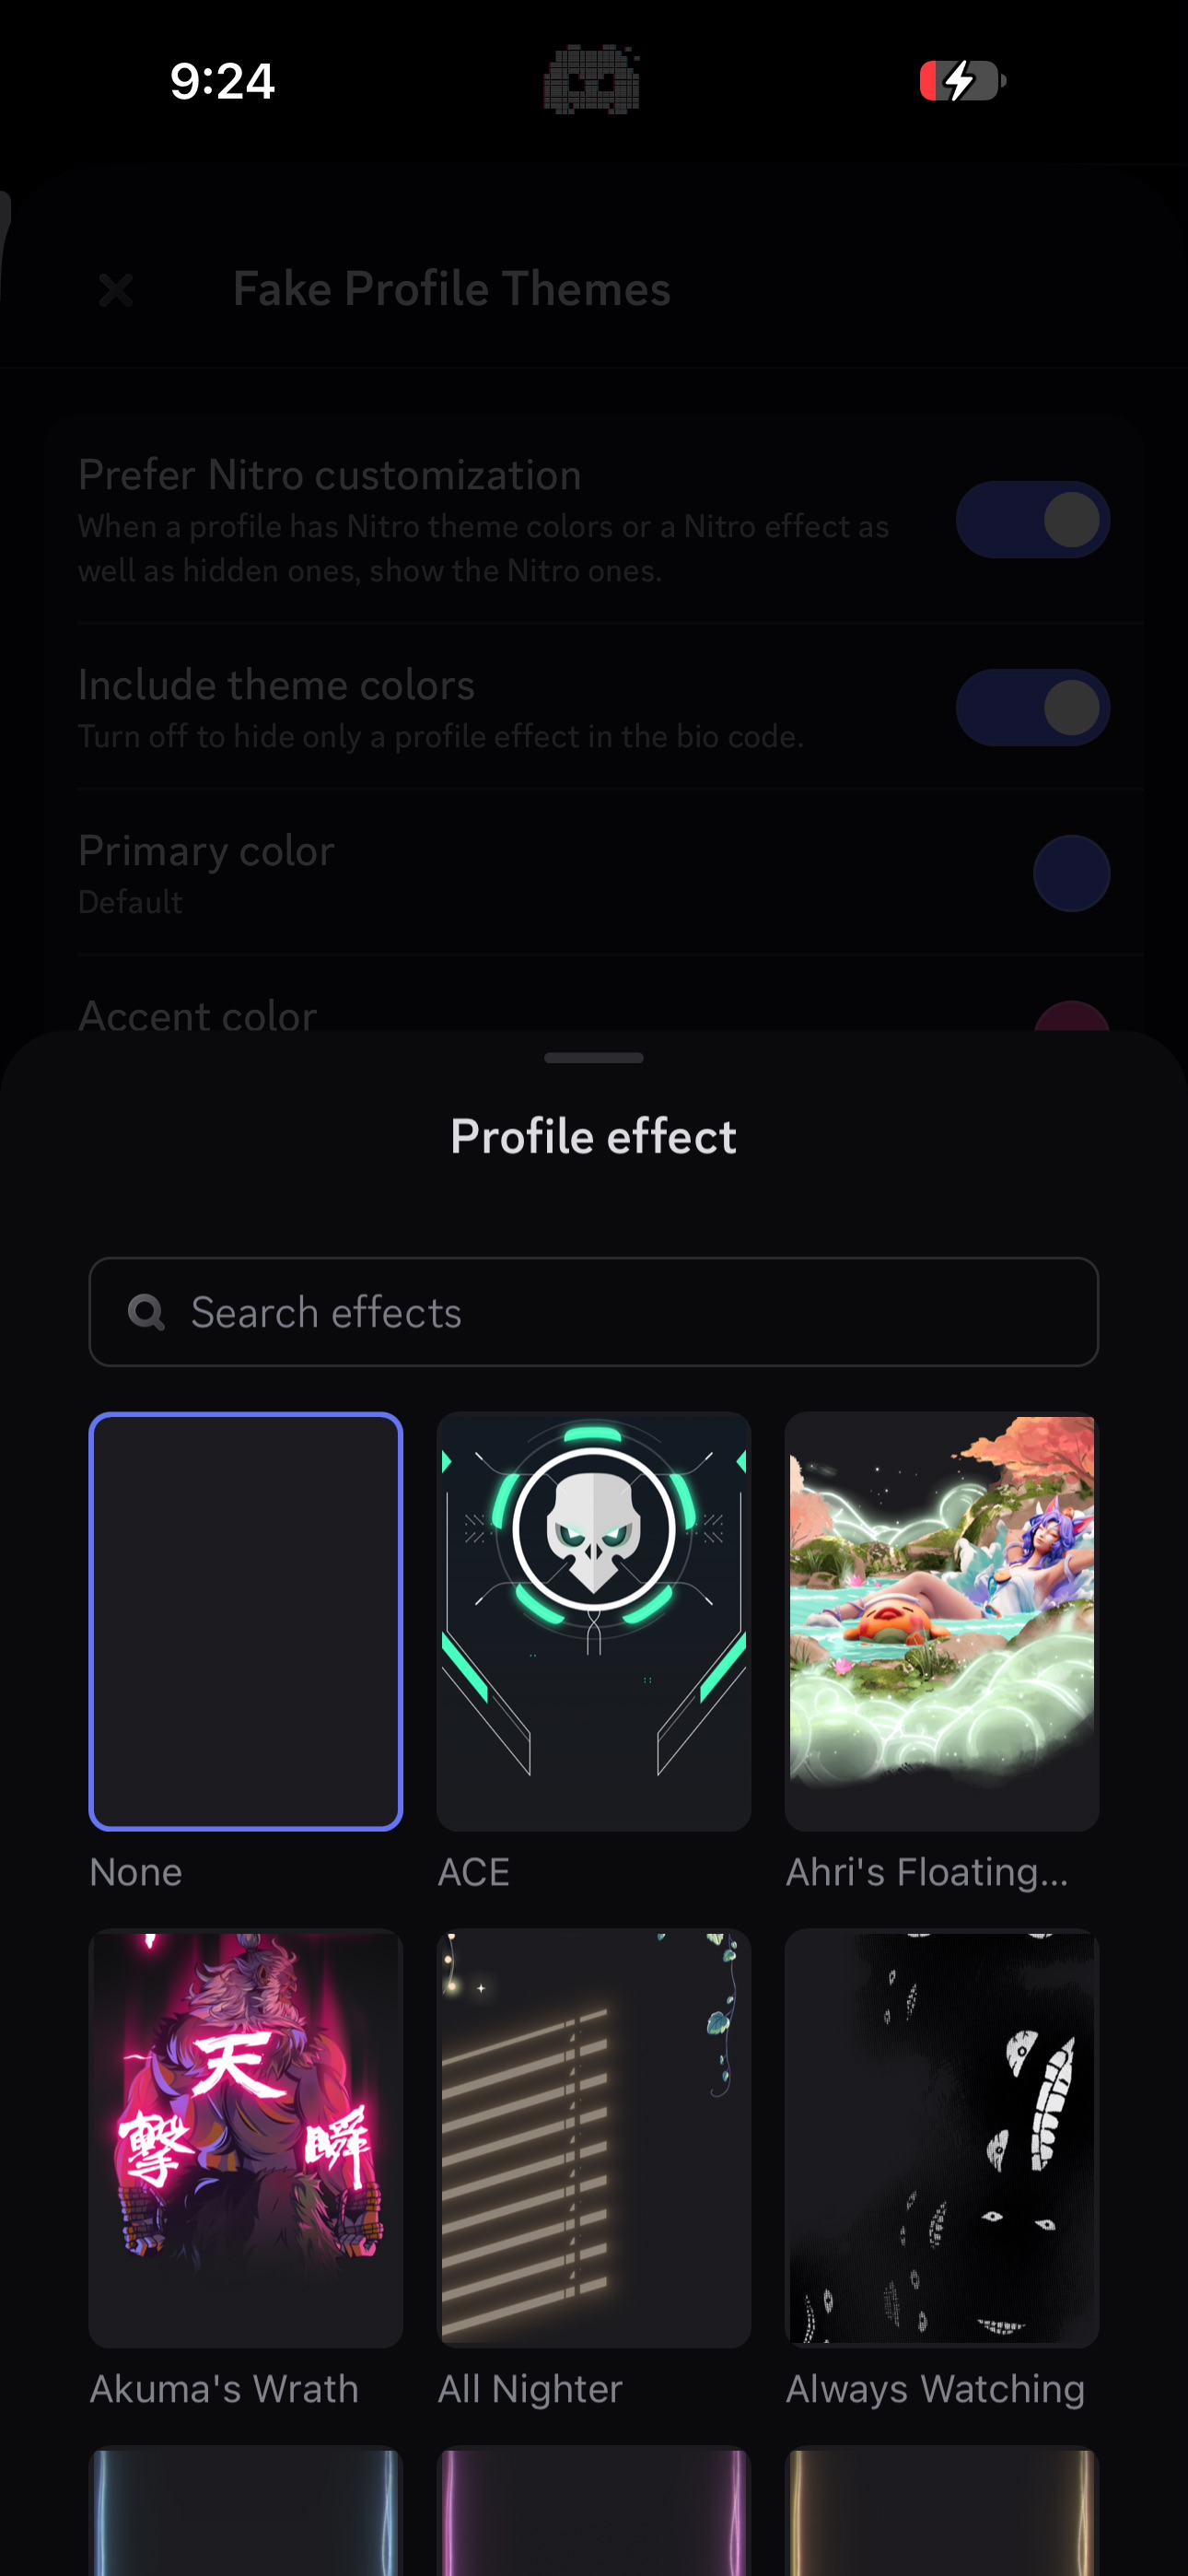 9:24
Fake Profile Themes
Prefer Nitro customization
When a profile has Nitro theme colors or a Nitro effect as
well as hidden ones, show the Nitro ones.
Include theme colors
Turn off to hide only a profile effect in the bio code.
Primary color
Default
Accent color
Profile effect
Search effects
None
ACE
Ahri's Floating...
天
撃
瞬
Akuma's Wrath
All Nighter
Always Watching